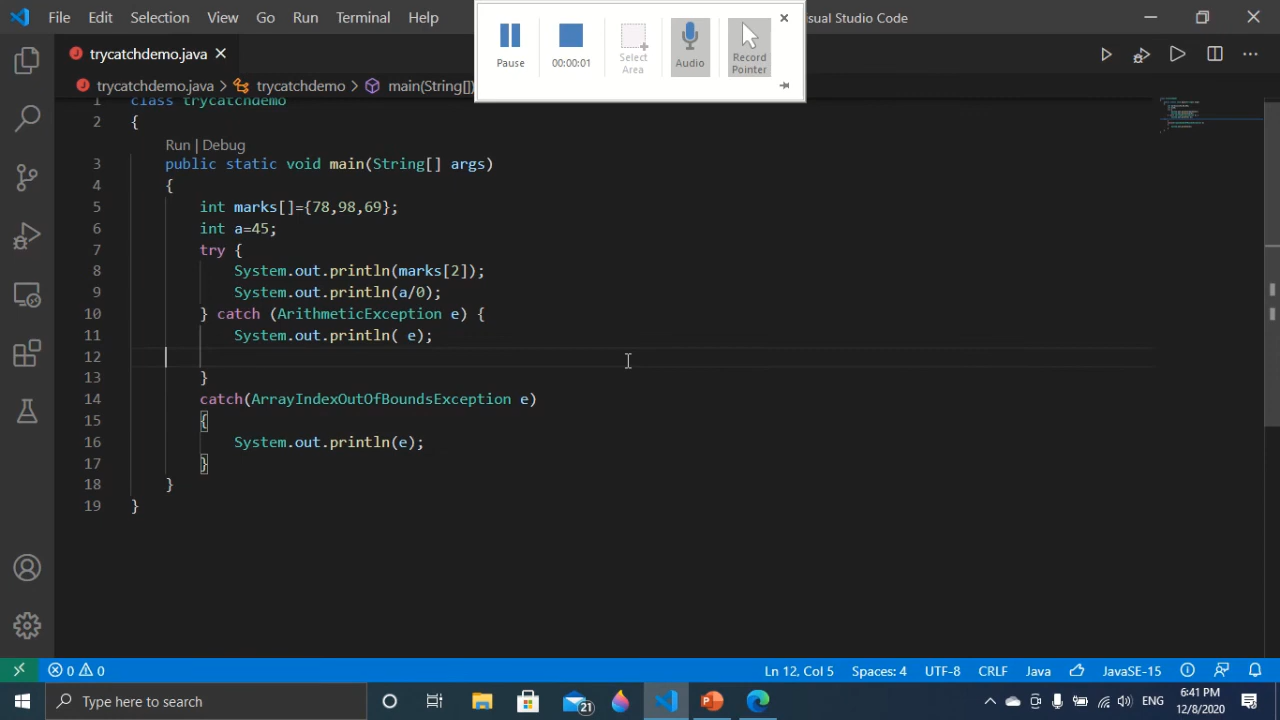 File Edit Selection View Go Run Terminal Help
isual Studio Code
Pause
00:00:01
Select Area
Audio
Record Pointer
trycatchdemo.java
trycatchdemo.java > trycatchdemo > main(String[])
1 class trycatchdemo
2 {
Run | Debug
3 public static void main(String[] args)
4 {
5 int marks[]={78,98,69};
6 int a=45;
7 try {
8 System.out.println(marks[2]);
9 System.out.println(a/0);
10 } catch (ArithmeticException e) {
11 System.out.println( e);
12
13 }
14 catch(ArrayIndexOutOfBoundsException e)
15 {
16 System.out.println(e);
17 }
18 }
19 }
0 0 Ln 12, Col 5 Spaces: 4 UTF-8 CRLF Java JavaSE-15
Type here to search
21
ENG
6:41 PM
12/8/2020